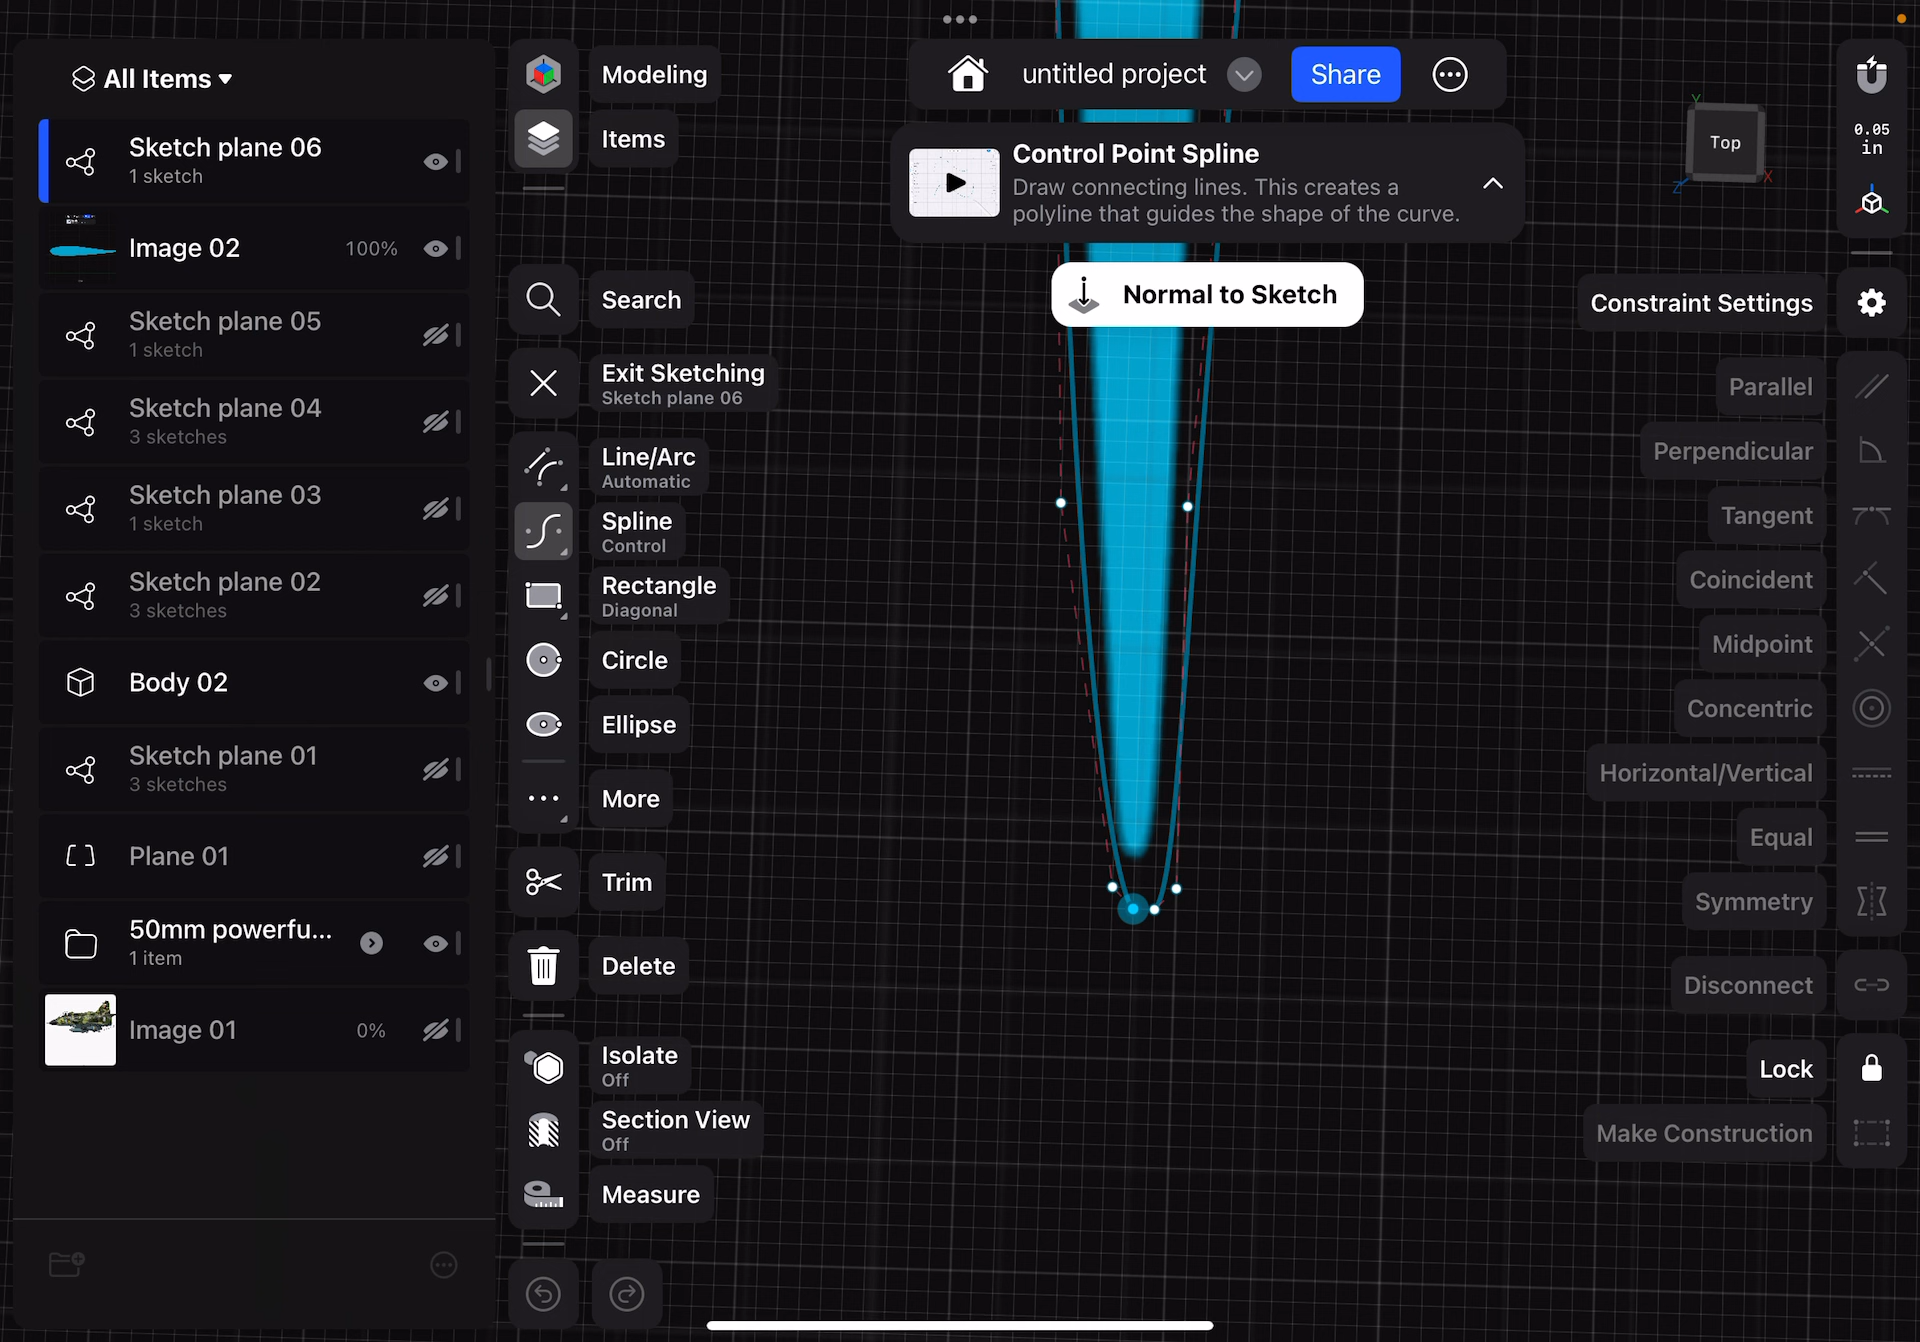 All Items
Sketch plane 06
1 sketch
Image 02
100%
Sketch plane 05
1 sketch
Sketch plane 04
3 sketches
Sketch plane 03
1 sketch
Sketch plane 02
3 sketches
Body 02
Sketch plane 01
3 sketches
Plane 01
50mm powerfu...
1 item
Image 01
0%
Modeling
Items
Search
Exit Sketching
Sketch plane 06
Line/Arc
Automatic
Spline
Control
Rectangle
Diagonal
Circle
Ellipse
More
Trim
Delete
Isolate
Off
Section View
Off
Measure
untitled project
Share
Control Point Spline
Draw connecting lines. This creates a
polyline that guides the shape of the curve.
Normal to Sketch
Y
Top
Z
X
0.05
in
Constraint Settings
Parallel
Perpendicular
Tangent
Coincident
Midpoint
Concentric
Horizontal/Vertical
Equal
Symmetry
Disconnect
Lock
Make Construction